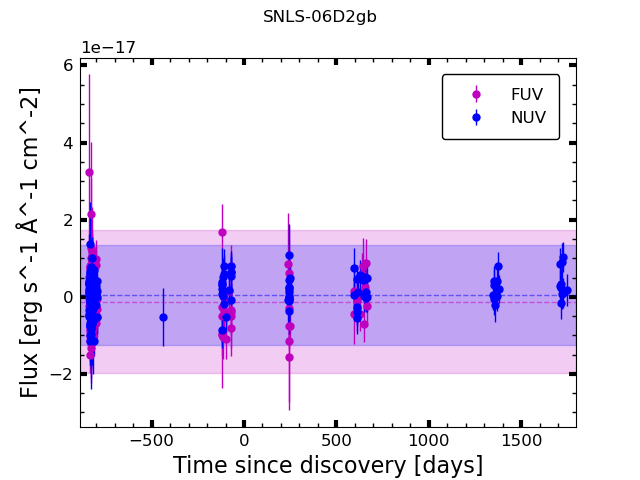 SNLS-06D2gb
1e−17
FUV
NUV
6
4
2
0
−2
Flux [erg s^-1 Å^-1 cm^-2]
−500
0
500
1000
1500
Time since discovery [days]